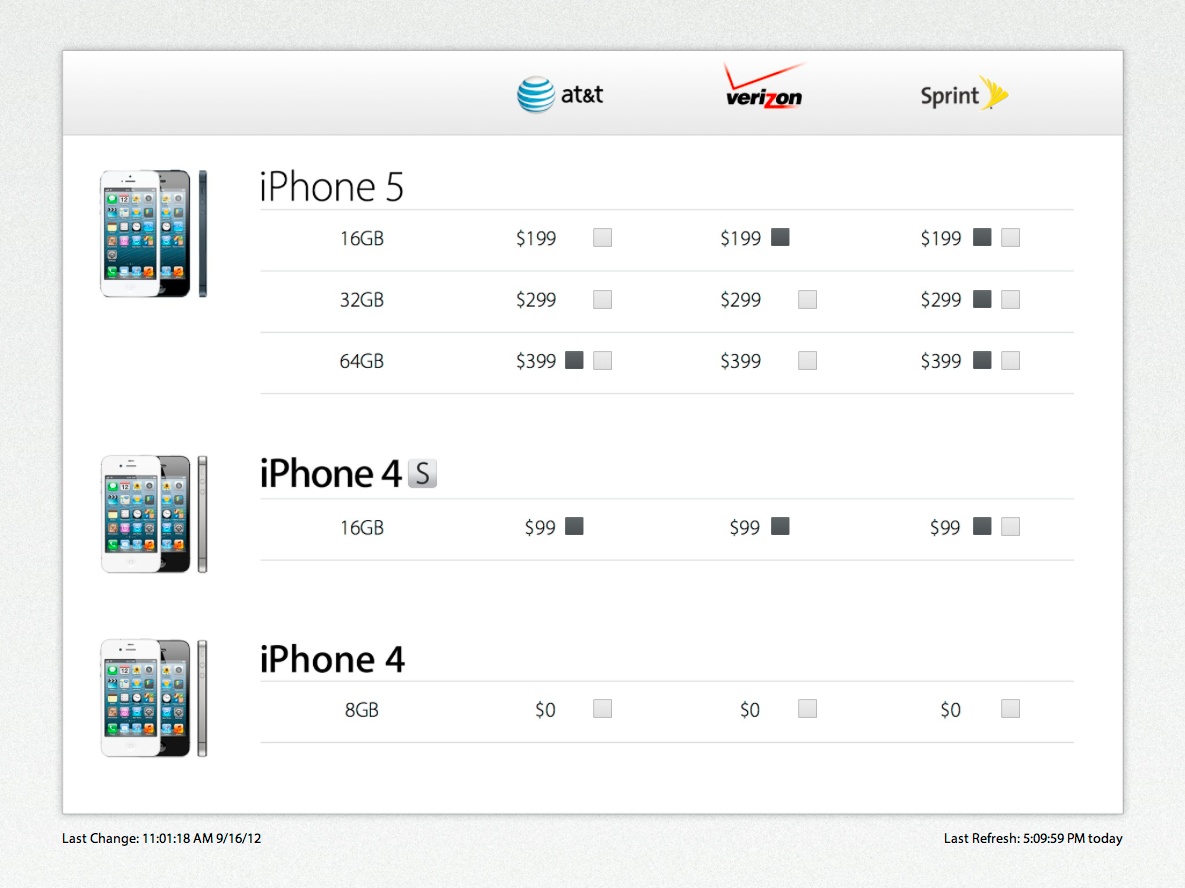 at&t verizon Sprint
iPhone 5
16GB $199 $199 $199
32GB $299 $299 $299
64GB $399 $399 $399
iPhone 4 S
16GB $99 $99 $99
iPhone 4
8GB $0 $0 $0
Last Change: 11:01:18 AM 9/16/12 Last Refresh: 5:09:59 PM today